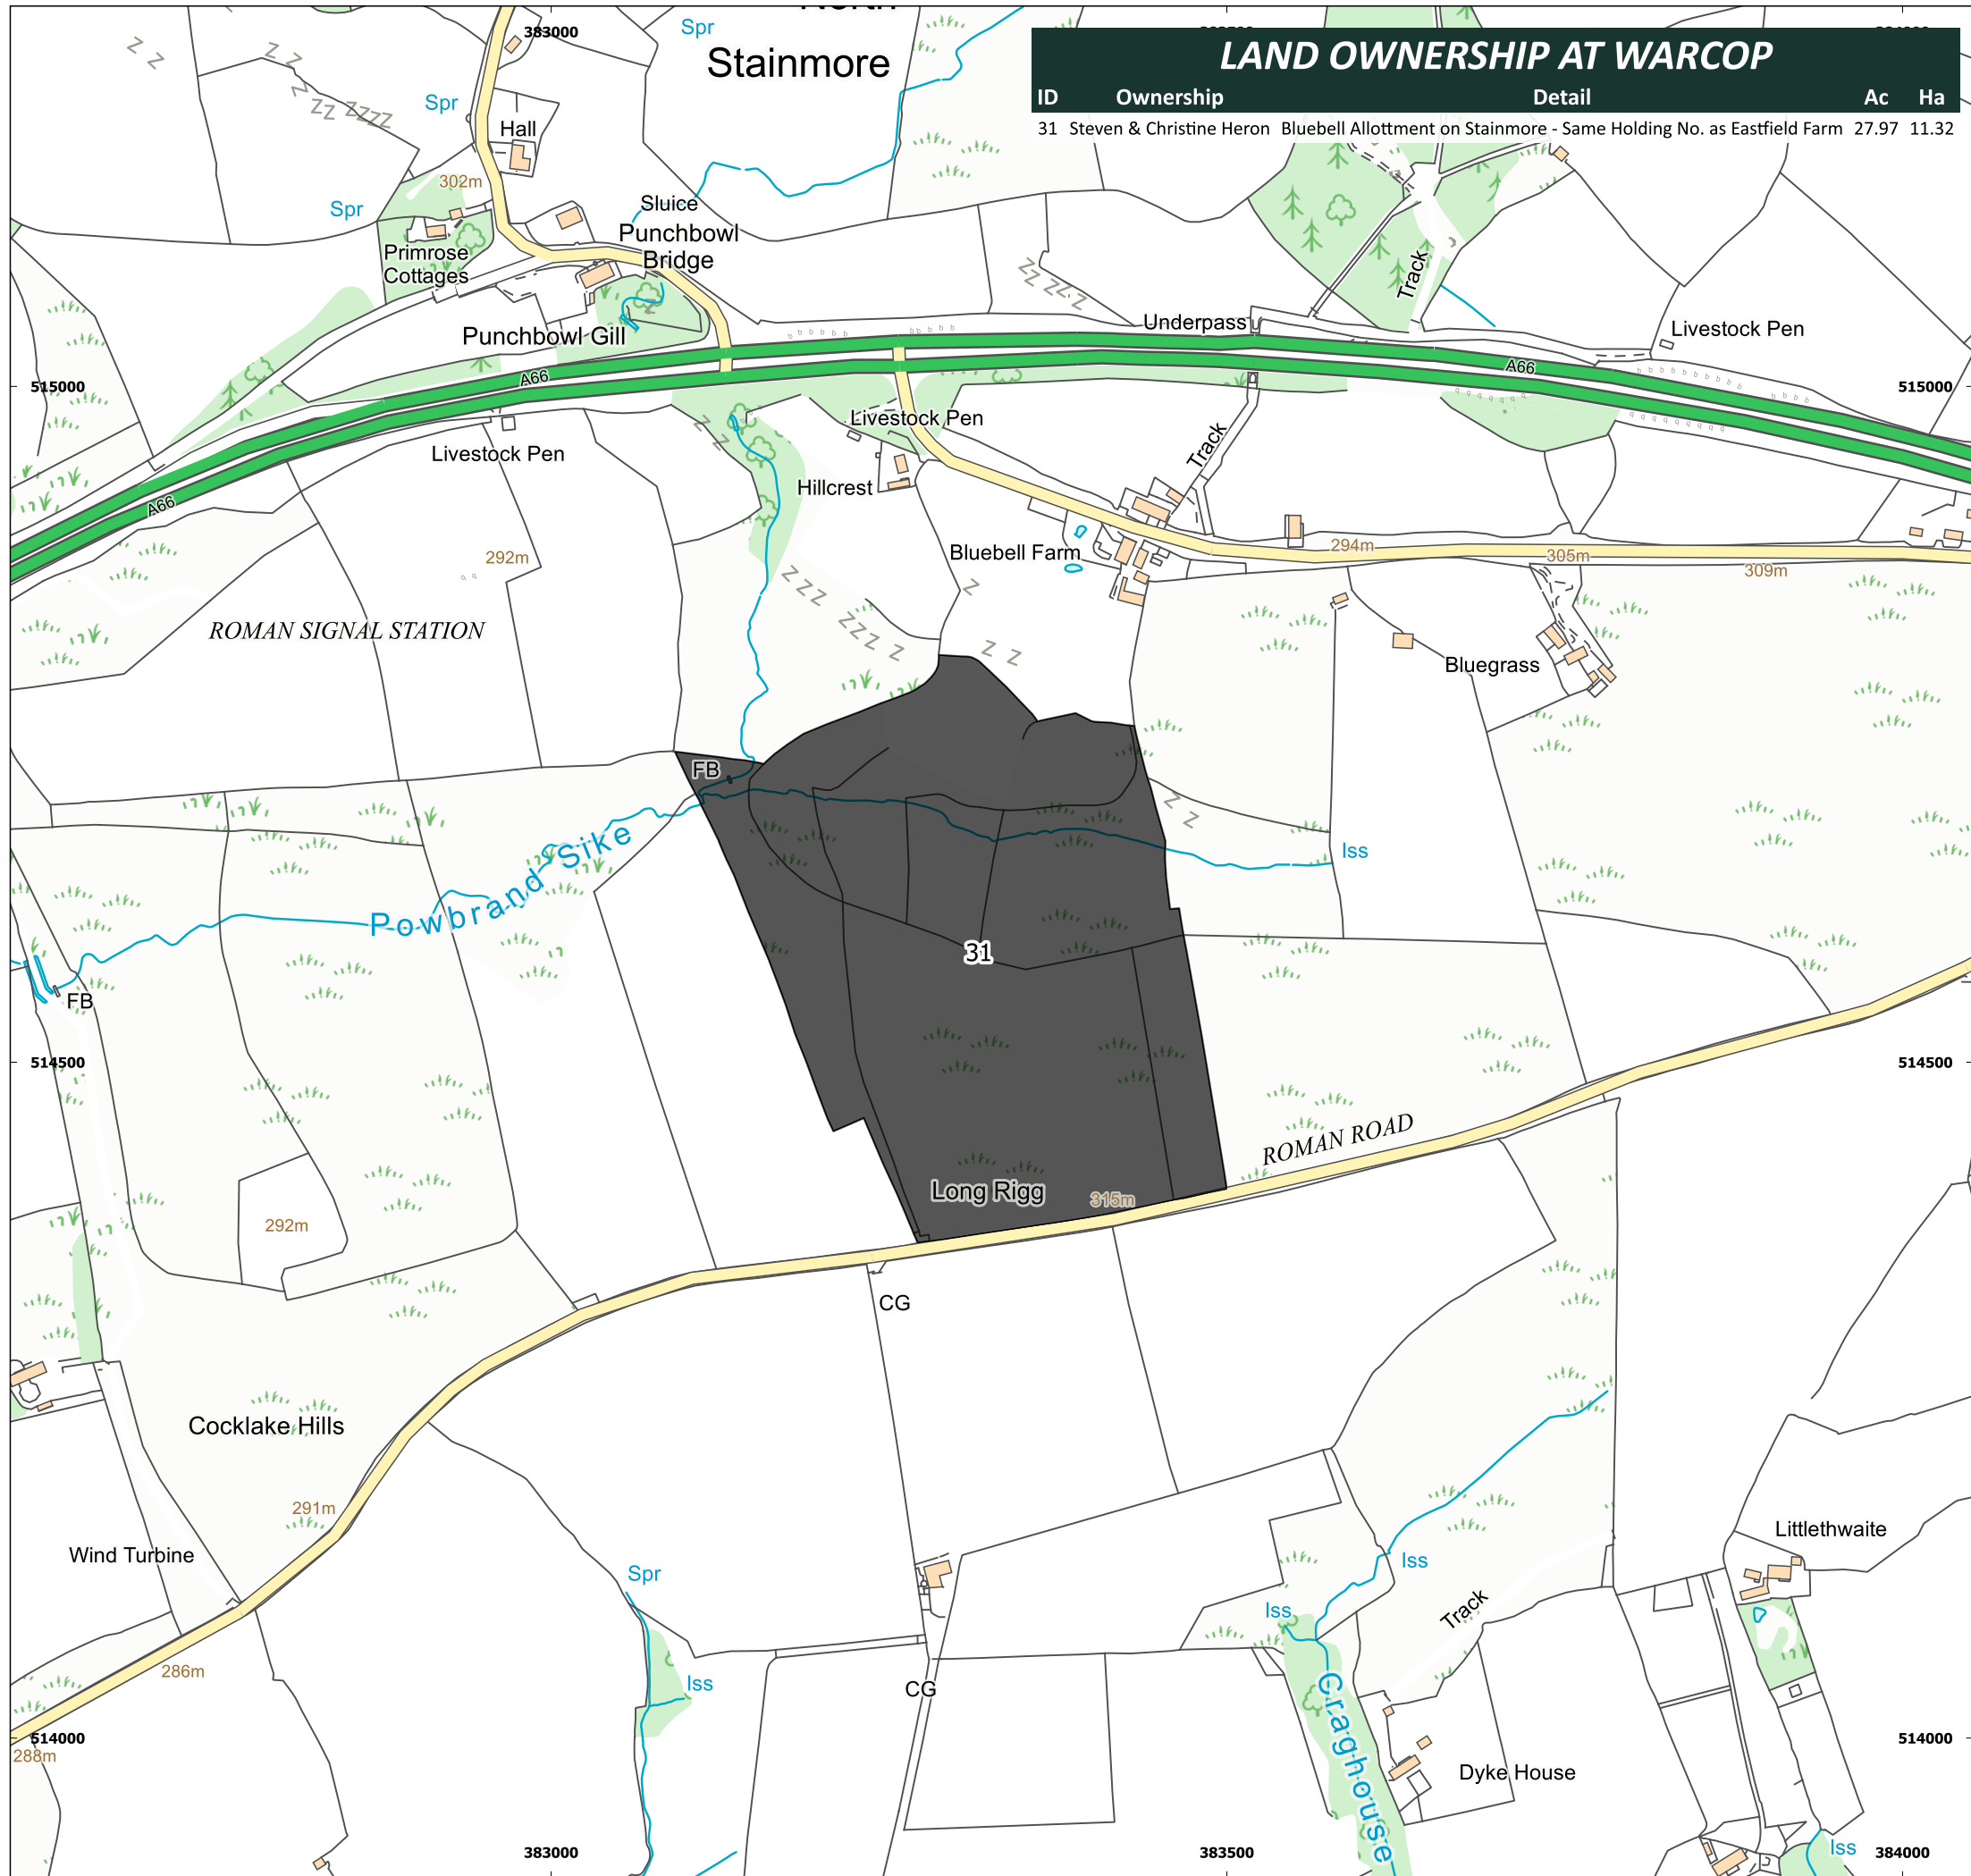 North
383000
Spr
383500
384000
LAND OWNERSHIP AT WARCOP
Stainmore
ID Ownership Detail Ac Ha
31 Steven & Christine Heron Bluebell Allottment on Stainmore - Same Holding No. as Eastfield Farm 27.97 11.32
Spr
Hall
302m
Spr
Sluice
Punchbowl
Bridge
Primrose
Cottages
Track
Underpass
Livestock Pen
Punchbowl Gill
A66
A66
515000
515000
Livestock Pen
Livestock Pen
Track
Hillcrest
A66
294m
Bluebell Farm
305m
292m
309m
ROMAN SIGNAL STATION
Bluegrass
FB
Powbrand Sike
Iss
31
FB
514500
514500
ROMAN ROAD
Long Rigg
315m
292m
CG
Cocklake Hills
291m
Littlethwaite
Wind Turbine
Spr
Iss
Iss
Track
286m
Iss
CG
514000
514000
288m
Craghouse
Dyke House
Iss
383000
383500
384000